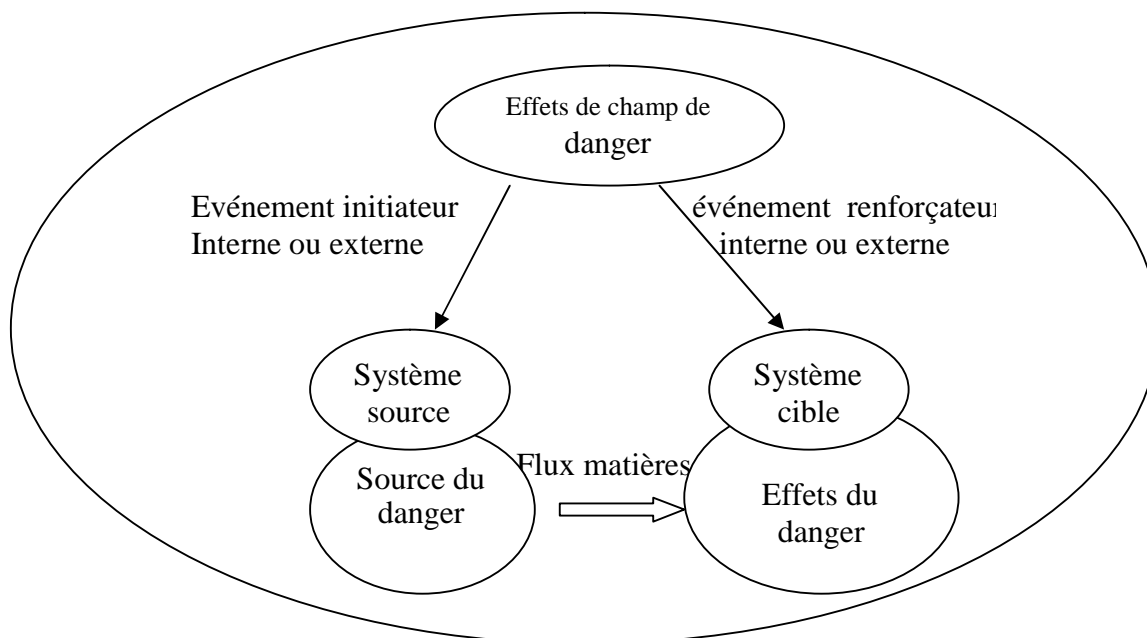 Effets de champ de
danger
Evénement initiateur
Interne ou externe
événement renforçateur
interne ou externe
Système
source
Système
cible
Flux matières
Source du
danger
Effets du
danger